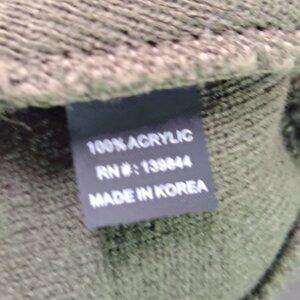 100% ACRYLIC
RN # : 139844
MADE IN KOREA